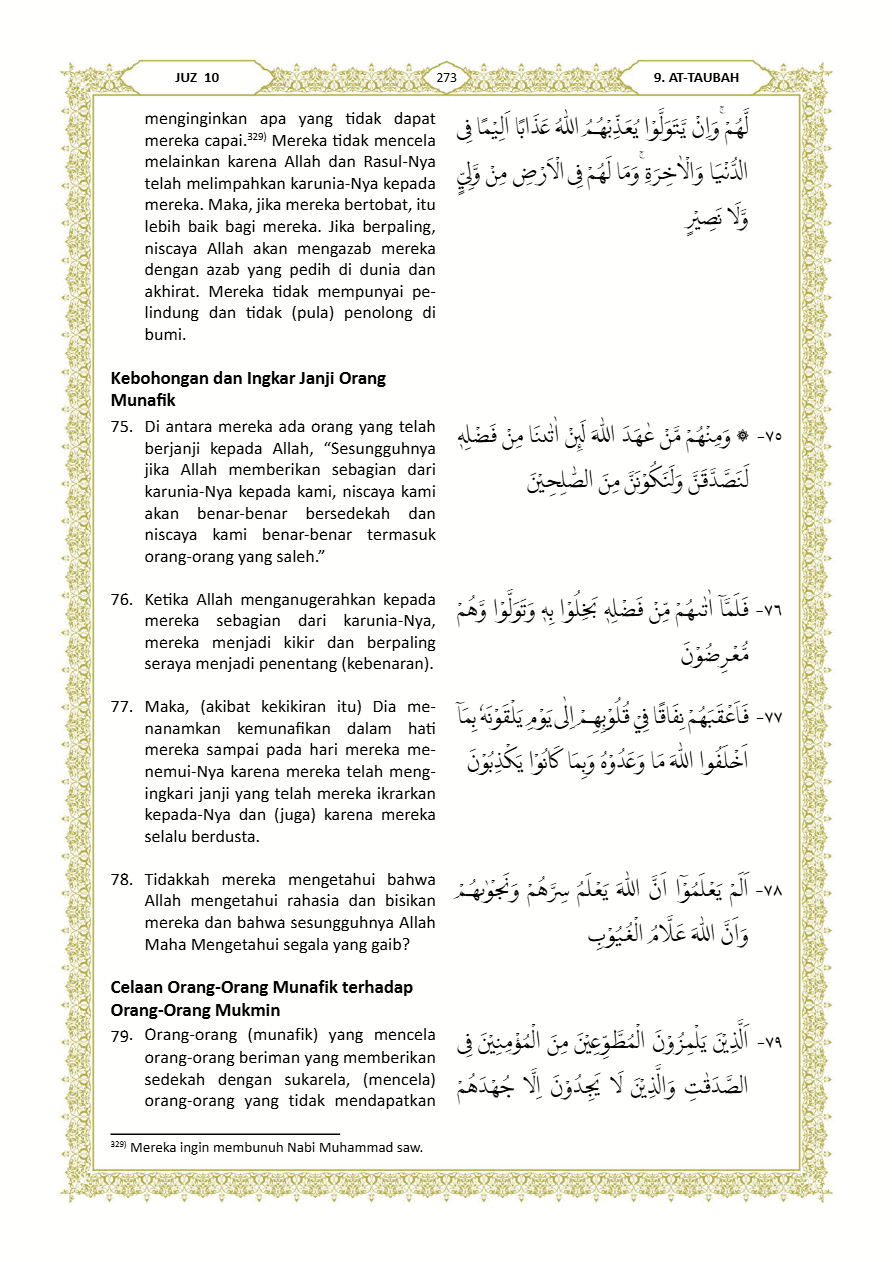 JUZ 10
273
9. AT-TAUBAH
menginginkan apa yang tidak dapat
mereka capai.³²⁹⁾ Mereka tidak mencela
melainkan karena Allah dan Rasul-Nya
telah melimpahkan karunia-Nya kepada
mereka. Maka, jika mereka bertobat, itu
lebih baik bagi mereka. Jika berpaling,
niscaya Allah akan mengazab mereka
dengan azab yang pedih di dunia dan
akhirat. Mereka tidak mempunyai pe-
lindung dan tidak (pula) penolong di
bumi.
لَّهُمْ ۚ وَاِنْ يَّتَوَلَّوْا يُعَذِّبْهُمُ اللّٰهُ عَذَابًا اَلِيْمًا فِى
الدُّنْيَا وَالْاٰخِرَةِ ۚ وَمَا لَهُمْ فِى الْاَرْضِ مِنْ وَّلِيٍّ
وَّلَا نَصِيْرٍ
Kebohongan dan Ingkar Janji Orang
Munafik
75. Di antara mereka ada orang yang telah
berjanji kepada Allah, “Sesungguhnya
jika Allah memberikan sebagian dari
karunia-Nya kepada kami, niscaya kami
akan benar-benar bersedekah dan
niscaya kami benar-benar termasuk
orang-orang yang saleh.”
٧٥- ۞ وَمِنْهُمْ مَّنْ عٰهَدَ اللّٰهَ لَىِٕنْ اٰتٰىنَا مِنْ فَضْلِهٖ
لَنَصَّدَّقَنَّ وَلَنَكُوْنَنَّ مِنَ الصّٰلِحِيْنَ
76. Ketika Allah menganugerahkan kepada
mereka sebagian dari karunia-Nya,
mereka menjadi kikir dan berpaling
seraya menjadi penentang (kebenaran).
٧٦- فَلَمَّآ اٰتٰىهُمْ مِّنْ فَضْلِهٖ بَخِلُوْا بِهٖ وَتَوَلَّوْا وَّهُمْ
مُّعْرِضُوْنَ
77. Maka, (akibat kekikiran itu) Dia me-
nanamkan kemunafikan dalam hati
mereka sampai pada hari mereka me-
nemui-Nya karena mereka telah meng-
ingkari janji yang telah mereka ikrarkan
kepada-Nya dan (juga) karena mereka
selalu berdusta.
٧٧- فَاَعْقَبَهُمْ نِفَاقًا فِيْ قُلُوْبِهِمْ اِلٰى يَوْمِ يَلْقَوْنَهٗ بِمَآ
اَخْلَفُوا اللّٰهَ مَا وَعَدُوْهُ وَبِمَا كَانُوْا يَكْذِبُوْنَ
78. Tidakkah mereka mengetahui bahwa
Allah mengetahui rahasia dan bisikan
mereka dan bahwa sesungguhnya Allah
Maha Mengetahui segala yang gaib?
٧٨- اَلَمْ يَعْلَمُوْٓا اَنَّ اللّٰهَ يَعْلَمُ سِرَّهُمْ وَنَجْوٰىهُمْ
وَاَنَّ اللّٰهَ عَلَّامُ الْغُيُوْبِ
Celaan Orang-Orang Munafik terhadap
Orang-Orang Mukmin
79. Orang-orang (munafik) yang mencela
orang-orang beriman yang memberikan
sedekah dengan sukarela, (mencela)
orang-orang yang tidak mendapatkan
٧٩- اَلَّذِيْنَ يَلْمِزُوْنَ الْمُطَّوِّعِيْنَ مِنَ الْمُؤْمِنِيْنَ فِى
الصَّدَقٰتِ وَالَّذِيْنَ لَا يَجِدُوْنَ اِلَّا جُهْدَهُمْ
³²⁹⁾ Mereka ingin membunuh Nabi Muhammad saw.